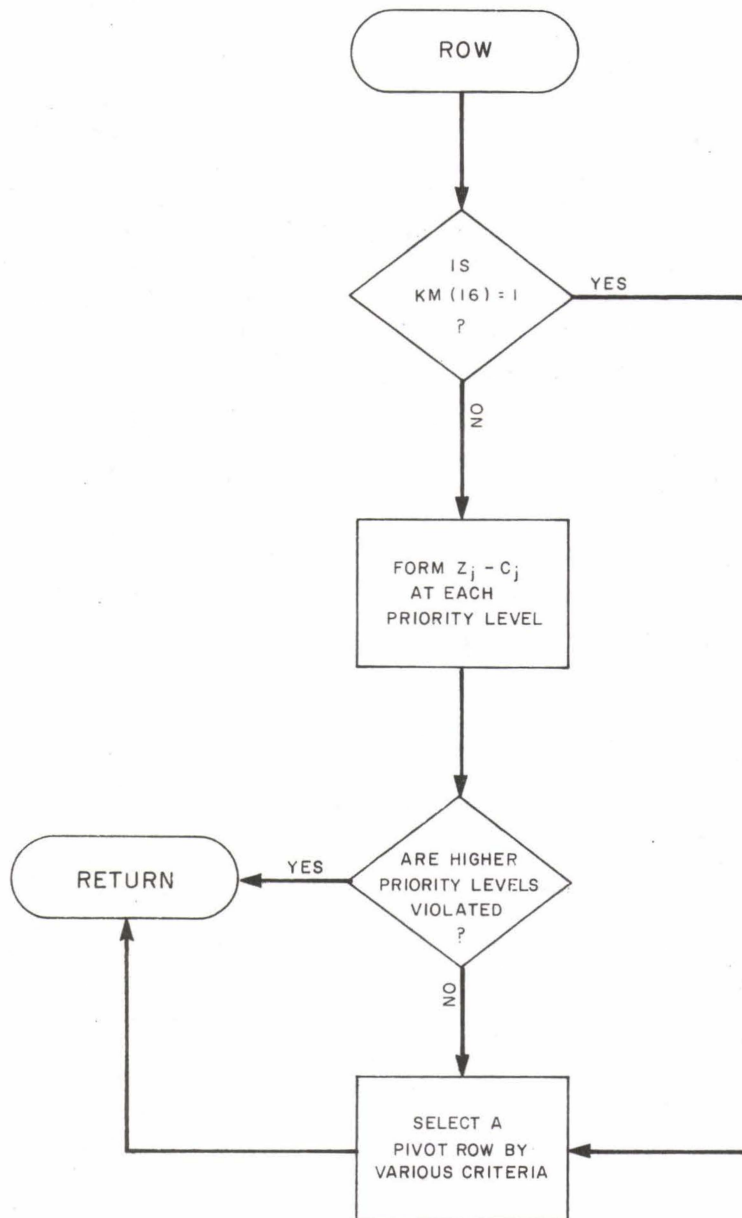 ROW
IS
KM (16) = 1
?
YES
NO
FORM Zj - Cj
AT EACH
PRIORITY LEVEL
ARE HIGHER
PRIORITY LEVELS
VIOLATED
?
YES
RETURN
NO
SELECT A
PIVOT ROW BY
VARIOUS CRITERIA